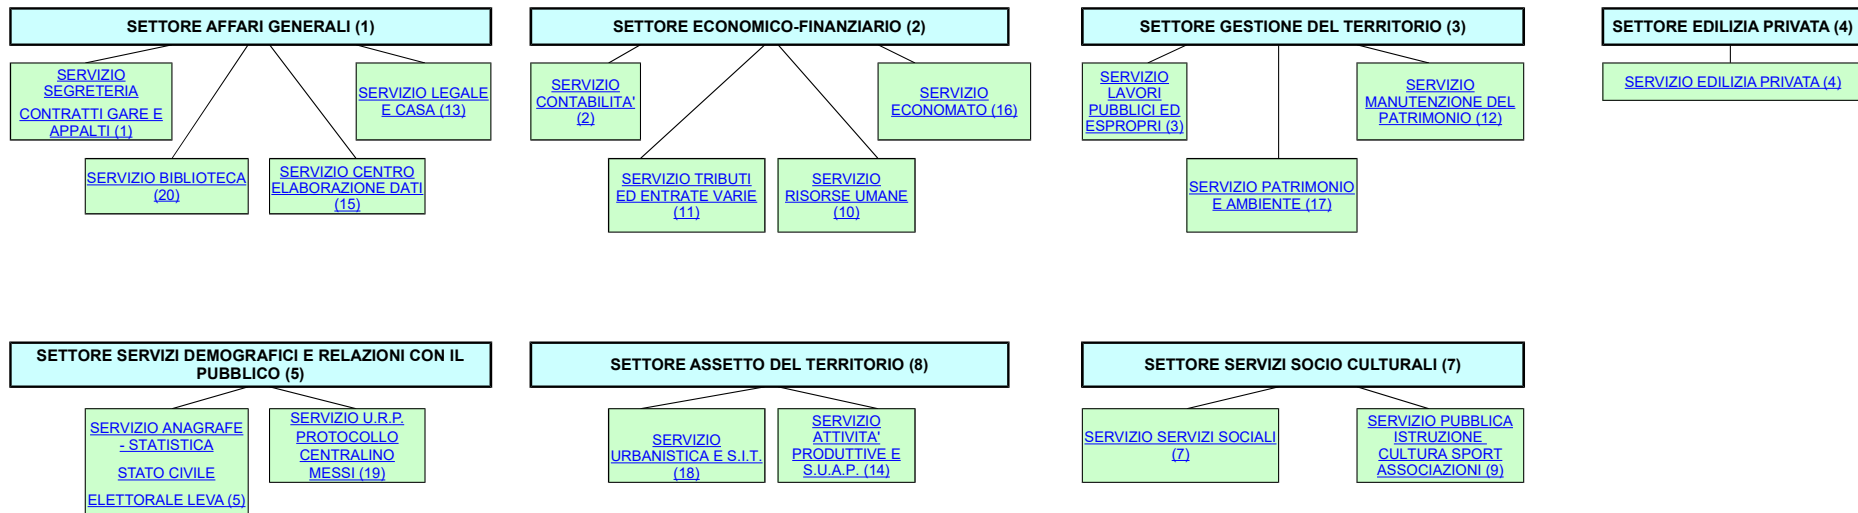 SETTORE AFFARI GENERALI (1)
SERVIZIO
SEGRETERIA
CONTRATTI GARE E
APPALTI (1)
SERVIZIO LEGALE
E CASA (13)
SERVIZIO BIBLIOTECA
(20)
SERVIZIO CENTRO
ELABORAZIONE DATI
(15)
SETTORE ECONOMICO-FINANZIARIO (2)
SERVIZIO
CONTABILITA'
(2)
SERVIZIO
ECONOMATO (16)
SERVIZIO TRIBUTI
ED ENTRATE VARIE
(11)
SERVIZIO
RISORSE UMANE
(10)
SETTORE GESTIONE DEL TERRITORIO (3)
SERVIZIO
LAVORI
PUBBLICI ED
ESPROPRI (3)
SERVIZIO
MANUTENZIONE DEL
PATRIMONIO (12)
SERVIZIO PATRIMONIO
E AMBIENTE (17)
SETTORE EDILIZIA PRIVATA (4)
SERVIZIO EDILIZIA PRIVATA (4)
SETTORE SERVIZI DEMOGRAFICI E RELAZIONI CON IL
PUBBLICO (5)
SERVIZIO ANAGRAFE
- STATISTICA
STATO CIVILE
ELETTORALE LEVA (5)
SERVIZIO U.R.P.
PROTOCOLLO
CENTRALINO
MESSI (19)
SETTORE ASSETTO DEL TERRITORIO (8)
SERVIZIO
URBANISTICA E S.I.T.
(18)
SERVIZIO
ATTIVITA'
PRODUTTIVE E
S.U.A.P. (14)
SETTORE SERVIZI SOCIO CULTURALI (7)
SERVIZIO SERVIZI SOCIALI
(7)
SERVIZIO PUBBLICA
ISTRUZIONE
CULTURA SPORT
ASSOCIAZIONI (9)